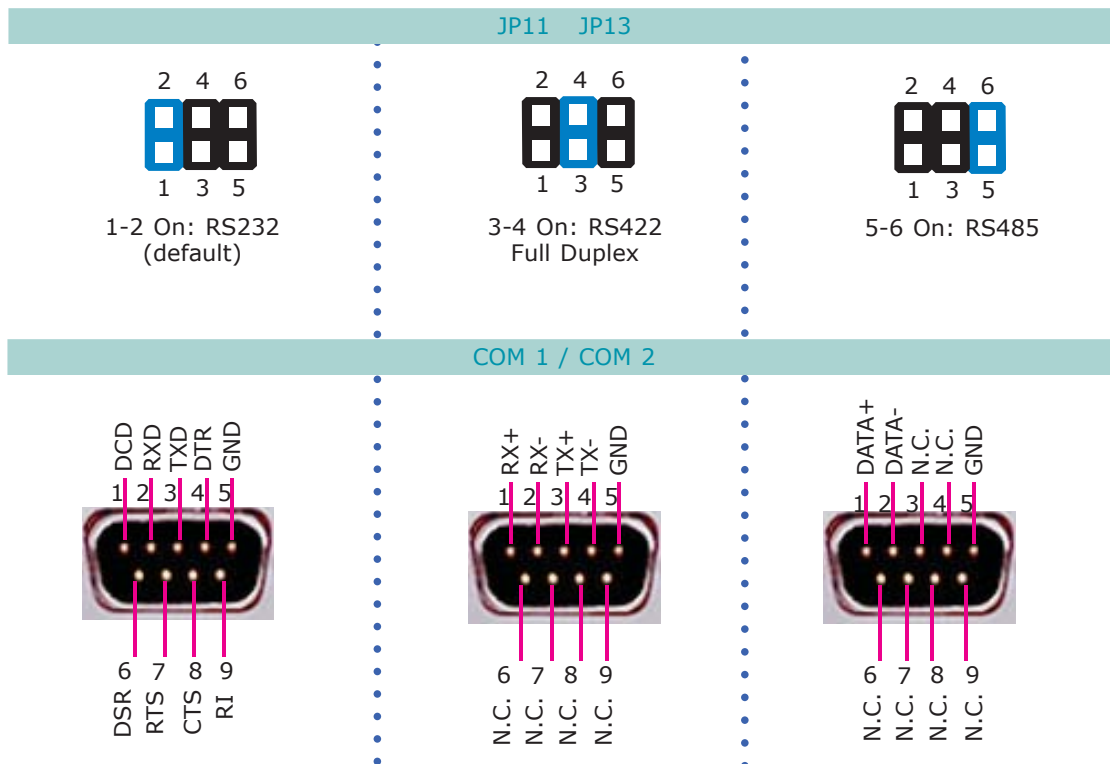 JP11 JP13
2 4 6
1 3 5
1-2 On: RS232
(default)
2 4 6
1 3 5
3-4 On: RS422
Full Duplex
2 4 6
1 3 5
5-6 On: RS485
COM 1 / COM 2
DCD RXD TXD DTR GND
1 2 3 4 5
6 7 8 9
DSR RTS CTS RI
RX+ RX- TX+ TX- GND
1 2 3 4 5
6 7 8 9
N.C. N.C. N.C. N.C.
DATA+ DATA- N.C. N.C. GND
1 2 3 4 5
6 7 8 9
N.C. N.C. N.C. N.C.